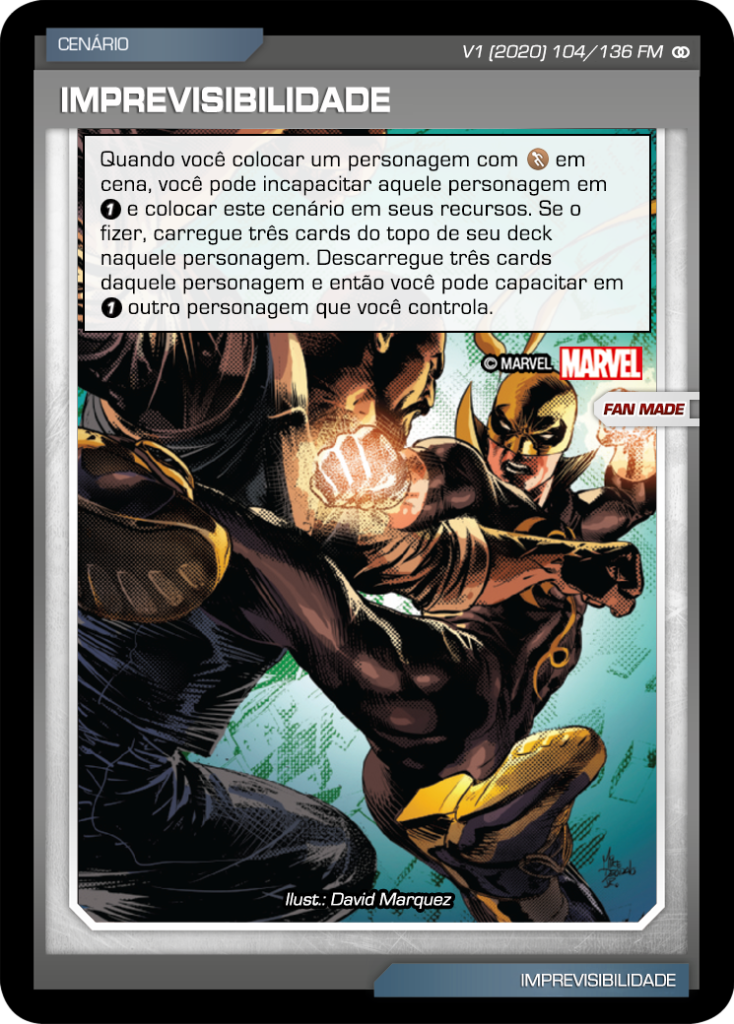 CENÁRIO
V1 (2020) 104/136 FM
IMPREVISIBILIDADE
Quando você colocar um personagem com em
cena, você pode incapacitar aquele personagem em
1 e colocar este cenário em seus recursos. Se o
fizer, carregue três cards do topo de seu deck
naquele personagem. Descarregue três cards
daquele personagem e então você pode capacitar em
1 outro personagem que você controla.
© MARVEL MARVEL
FAN MADE
Ilust.: David Marquez
IMPREVISIBILIDADE